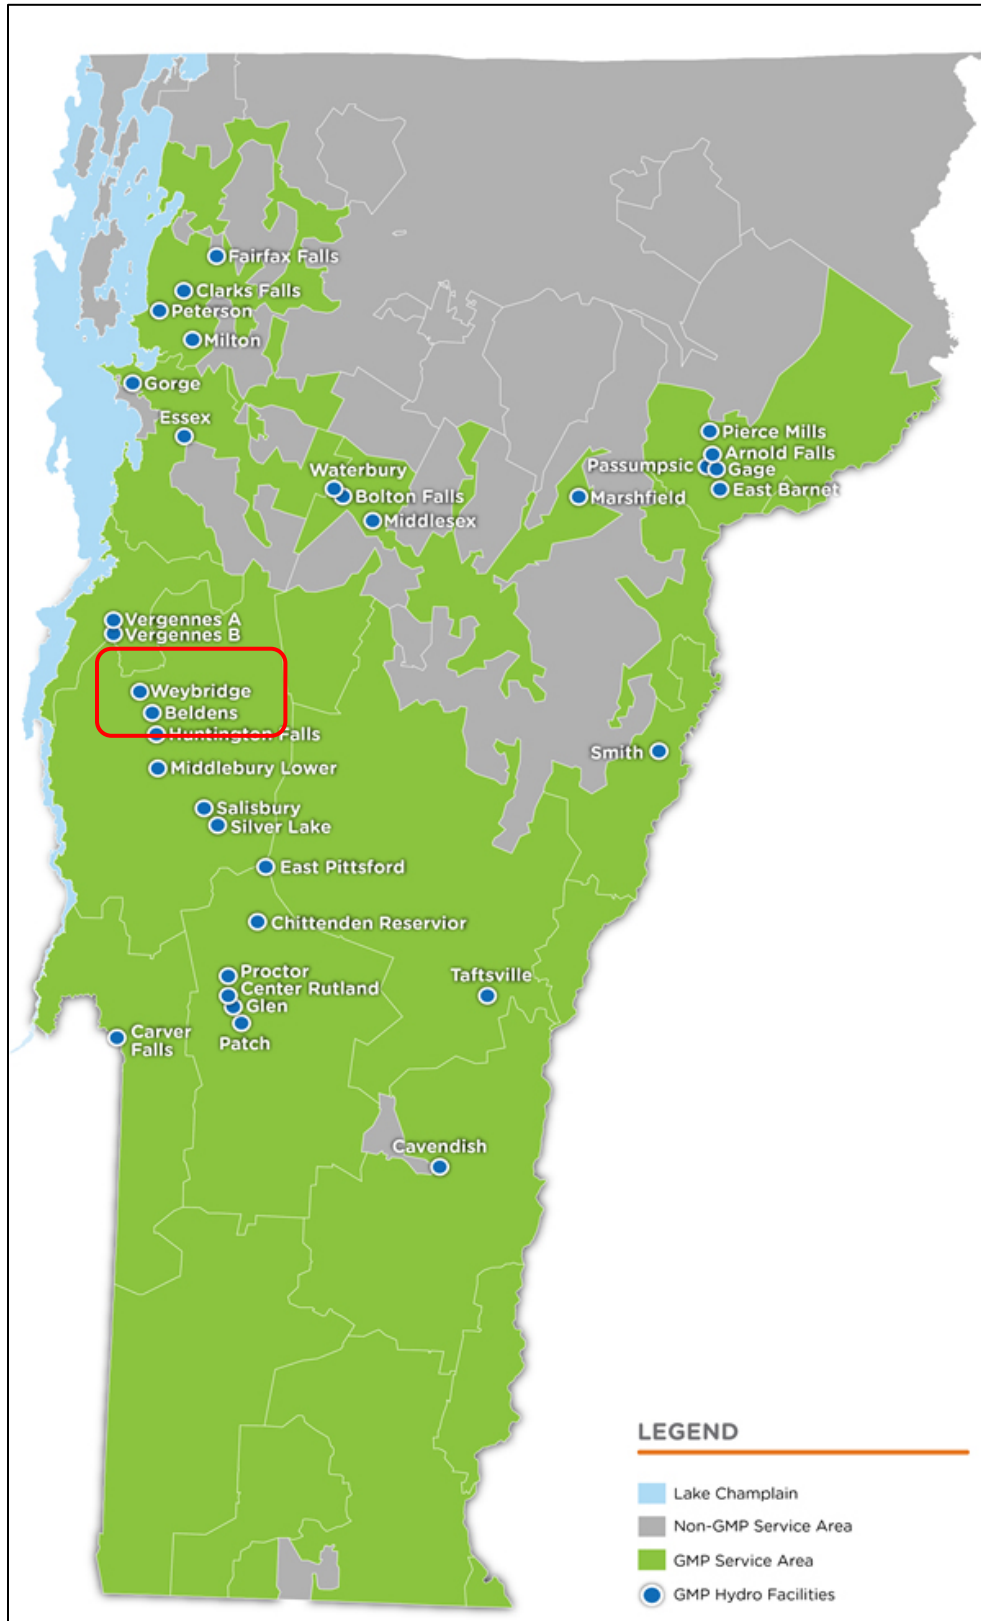 Fairfax Falls
Clarks Falls
Peterson
Milton
Gorge
Essex
Waterbury
Bolton Falls
Middlesex
Pierce Mills
Arnold Falls
Passumpsic
Gage
East Barnet
Marshfield
Vergennes A
Vergennes B
Weybridge
Beldens
Huntington Falls
Middlebury Lower
Smith
Salisbury
Silver Lake
East Pittsford
Chittenden Reservior
Proctor
Center Rutland
Glen
Patch
Taftsville
Carver
Falls
Cavendish
LEGEND
Lake Champlain
Non-GMP Service Area
GMP Service Area
GMP Hydro Facilities